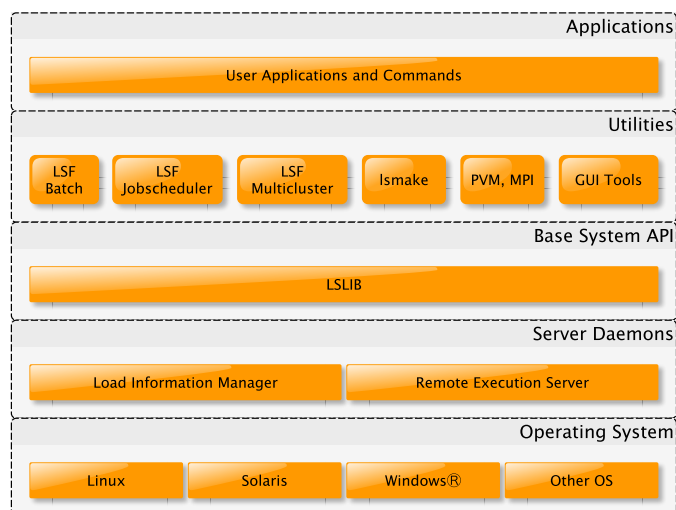 Applications
User Applications and Commands
Utilities
LSF
Batch
LSF
Jobscheduler
LSF
Multicluster
lsmake
PVM, MPI
GUI Tools
Base System API
LSLIB
Server Daemons
Load Information Manager
Remote Execution Server
Operating System
Linux
Solaris
WindowsⓇ
Other OS